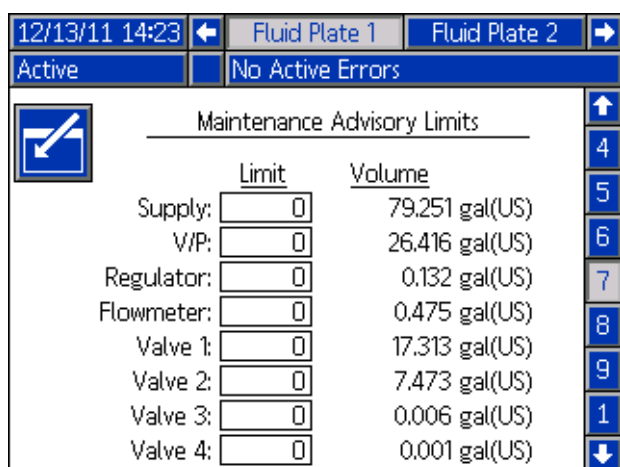 12/13/11 14:23 Fluid Plate 1 Fluid Plate 2
Active No Active Errors
Maintenance Advisory Limits
Limit Volume
Supply: 0 79.251 gal(US)
V/P: 0 26.416 gal(US)
Regulator: 0 0.132 gal(US)
Flowmeter: 0 0.475 gal(US)
Valve 1: 0 17.313 gal(US)
Valve 2: 0 7.473 gal(US)
Valve 3: 0 0.006 gal(US)
Valve 4: 0 0.001 gal(US)
4
5
6
7
8
9
1